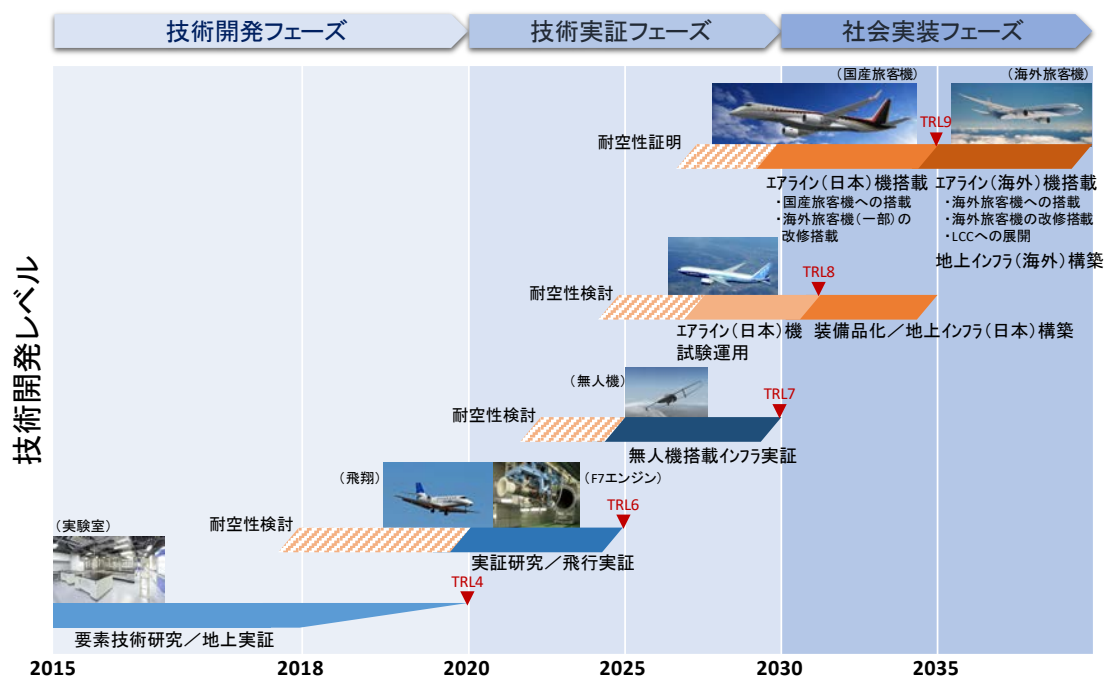 技術開発フェーズ
技術実証フェーズ
社会実装フェーズ
技術開発レベル
(国産旅客機)
(海外旅客機)
TRL9
耐空性証明
エアライン(日本)機搭載
・国産旅客機への搭載
・海外旅客機(一部)の
改修搭載
エアライン(海外)機搭載
・海外旅客機への搭載
・海外旅客機の改修搭載
・LCCへの展開
地上インフラ(海外)構築
TRL8
耐空性検討
エアライン(日本)機
試験運用
装備品化/地上インフラ(日本)構築
(無人機)
TRL7
耐空性検討
無人機搭載インフラ実証
(飛翔)
(F7エンジン)
TRL6
耐空性検討
実証研究/飛行実証
(実験室)
TRL4
要素技術研究/地上実証
2015
2018
2020
2025
2030
2035